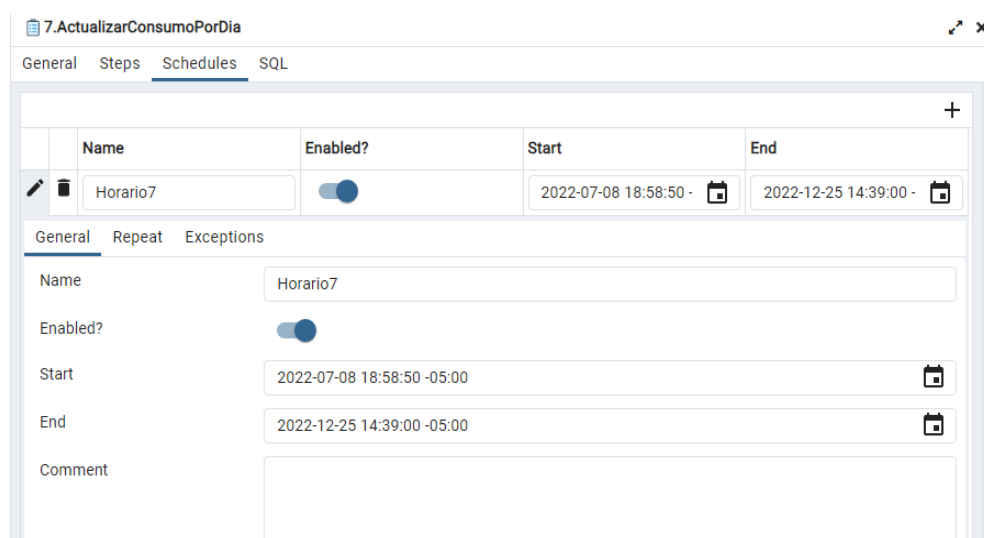 7.ActualizarConsumoPorDia
General Steps Schedules SQL
Name Enabled? Start End
Horario7 2022-07-08 18:58:50 - 2022-12-25 14:39:00 -
General Repeat Exceptions
Name Horario7
Enabled?
Start 2022-07-08 18:58:50 -05:00
End 2022-12-25 14:39:00 -05:00
Comment